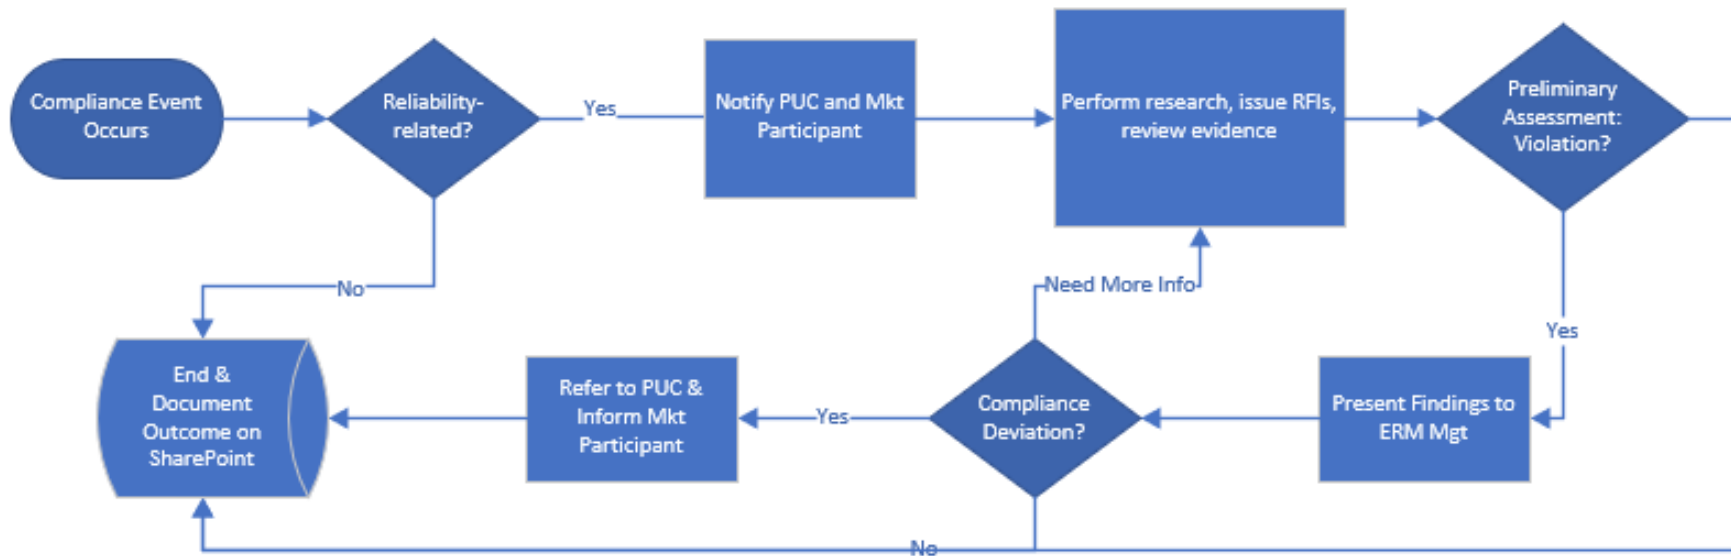 Compliance Event
Occurs
Reliability-
related?
Yes
Notify PUC and Mkt
Participant
Perform research, issue RFIs,
review evidence
Preliminary
Assessment:
Violation?
No
Need More Info
Yes
End &
Document
Outcome on
SharePoint
Refer to PUC &
Inform Mkt
Participant
Yes
Compliance
Deviation?
Present Findings to
ERM Mgt
No